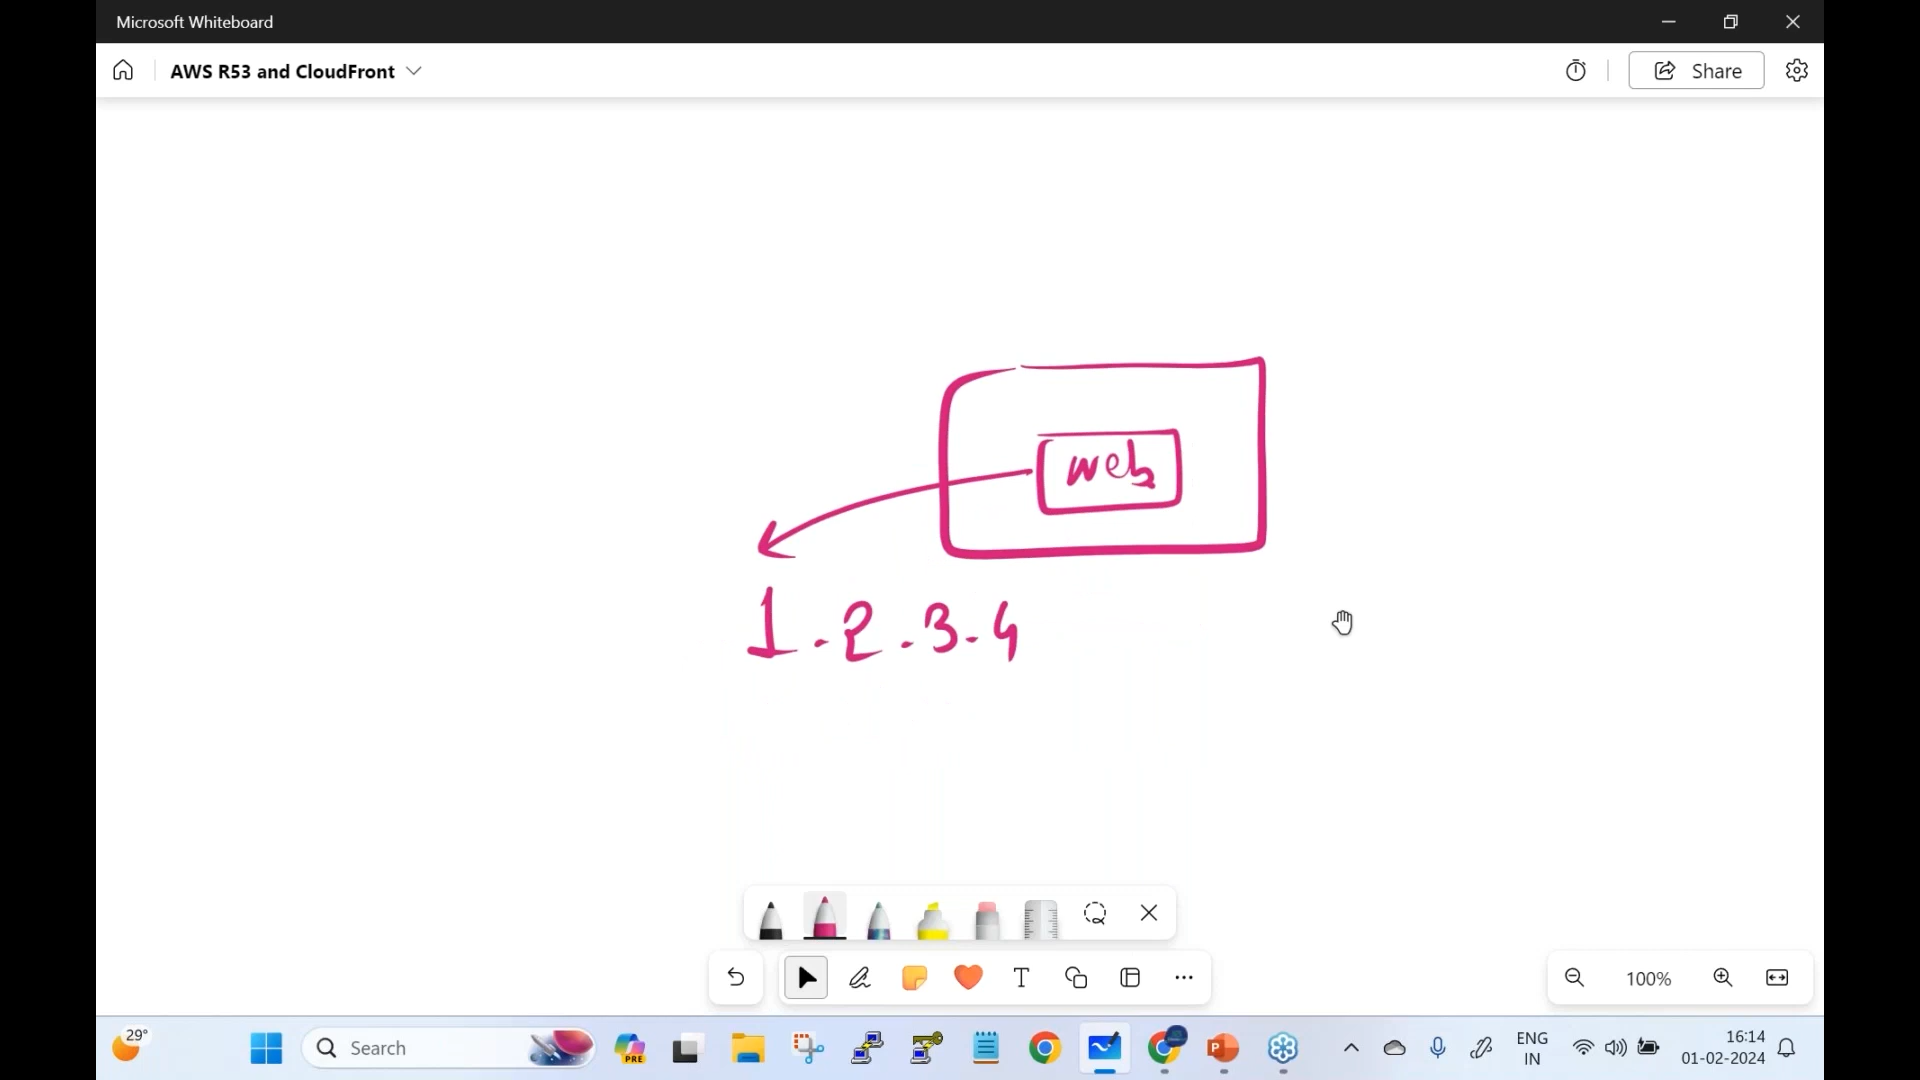 Microsoft Whiteboard
AWS R53 and CloudFront
Share
web
1.2.3.4
100%
29°
Search
PRE
ENG
IN
16:14
01-02-2024